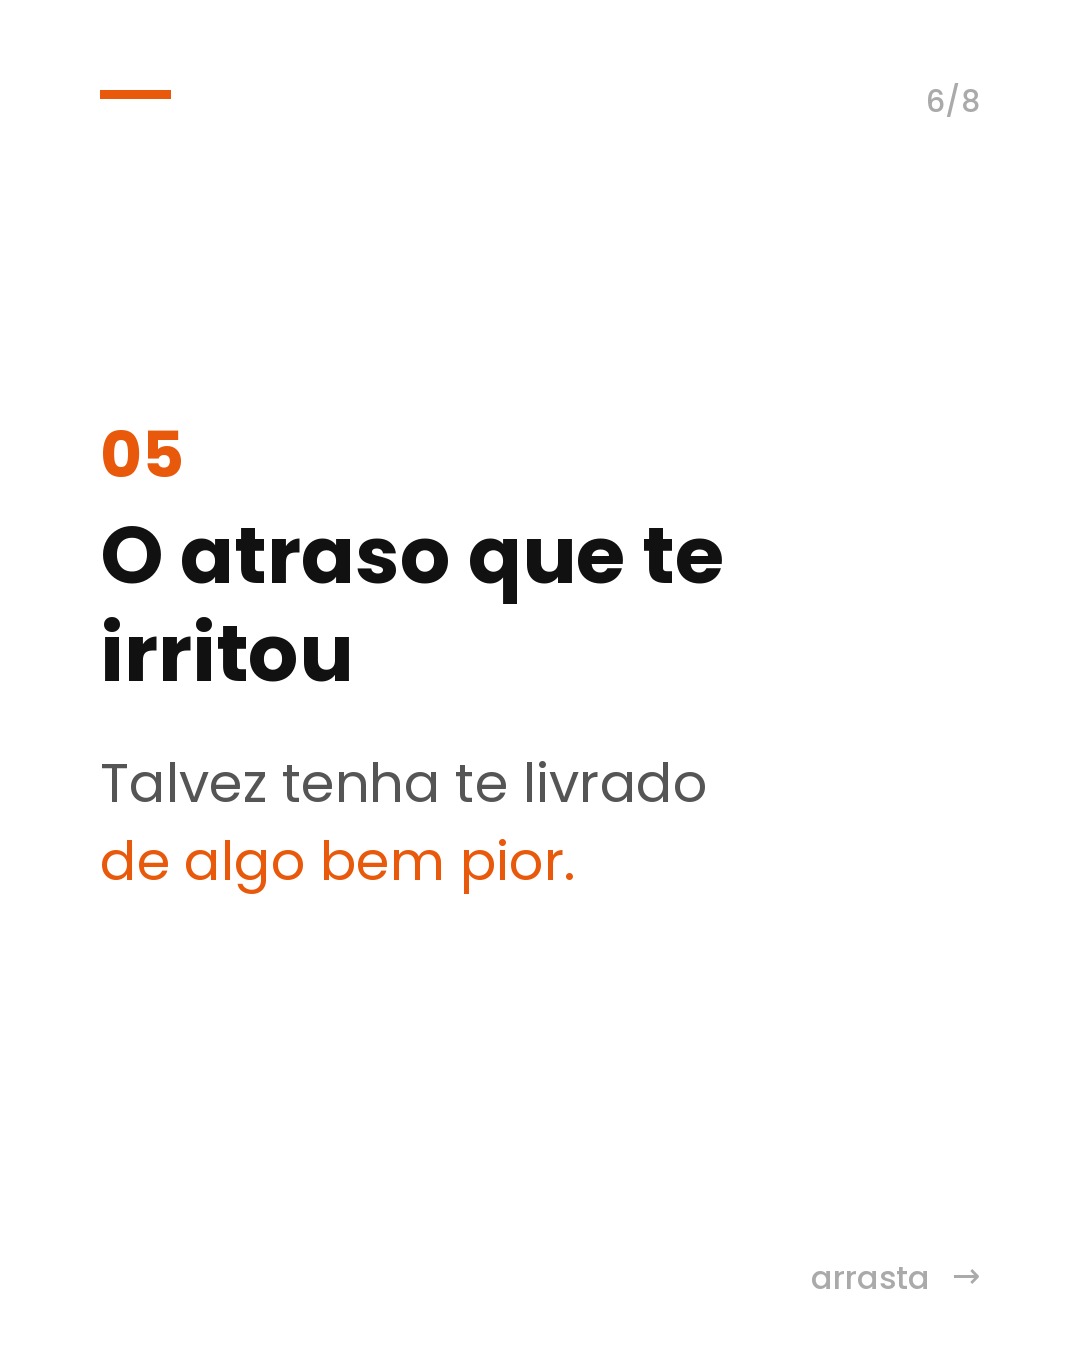 6/8
05
O atraso que te
irritou
Talvez tenha te livrado
de algo bem pior.
arrasta →